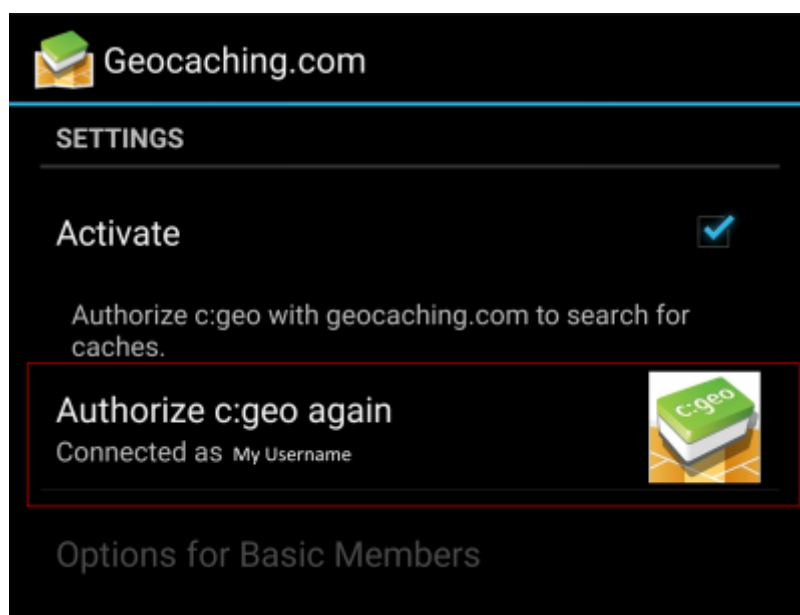 Geocaching.com
SETTINGS
Activate
Authorize c:geo with geocaching.com to search for
caches.
Authorize c:geo again
c:geo
Connected as My Username
Options for Basic Members